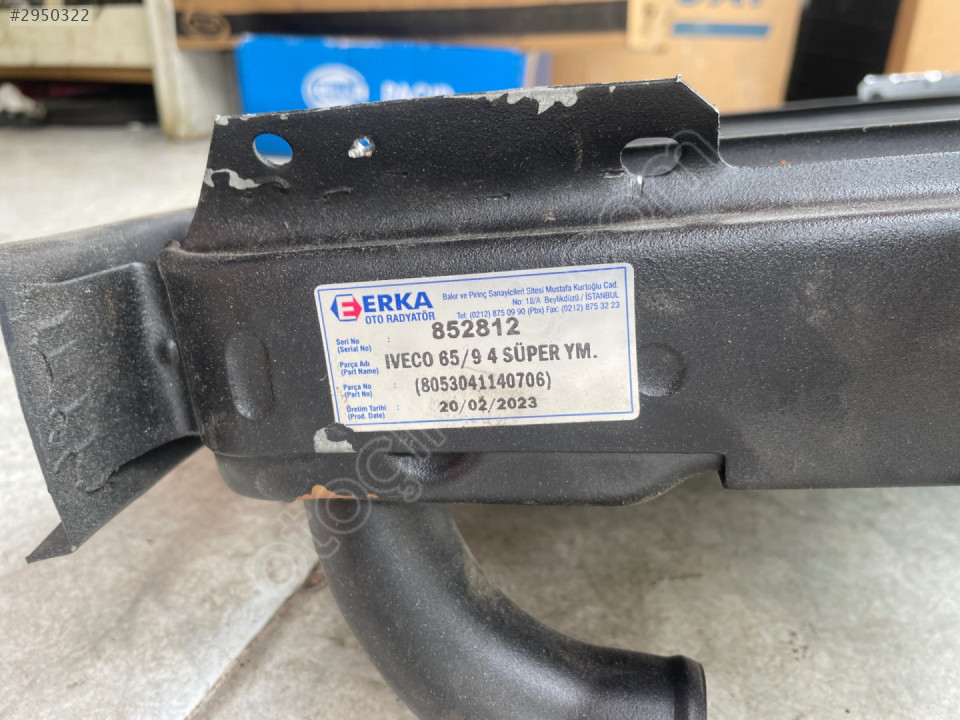 #2950322
ERKA
OTO RADYATÖR
Bakır ve Pirinç Sanayicileri Sitesi Mustafa Kurtoğlu Cad.
No: 18/A Beylikdüzü / İSTANBUL
Tel: (0212) 875 09 90 (Pbx) Fax: (0212) 875 3 23
Seri No
(Serial No)
:
852812
Parça Adı
(Part Name)
:
IVECO 65/9 4 SÜPER YM.
Parça No
(Part No)
:
(8053041140706)
Üretim Tarihi
(Prod. Date)
:
20/02/2023